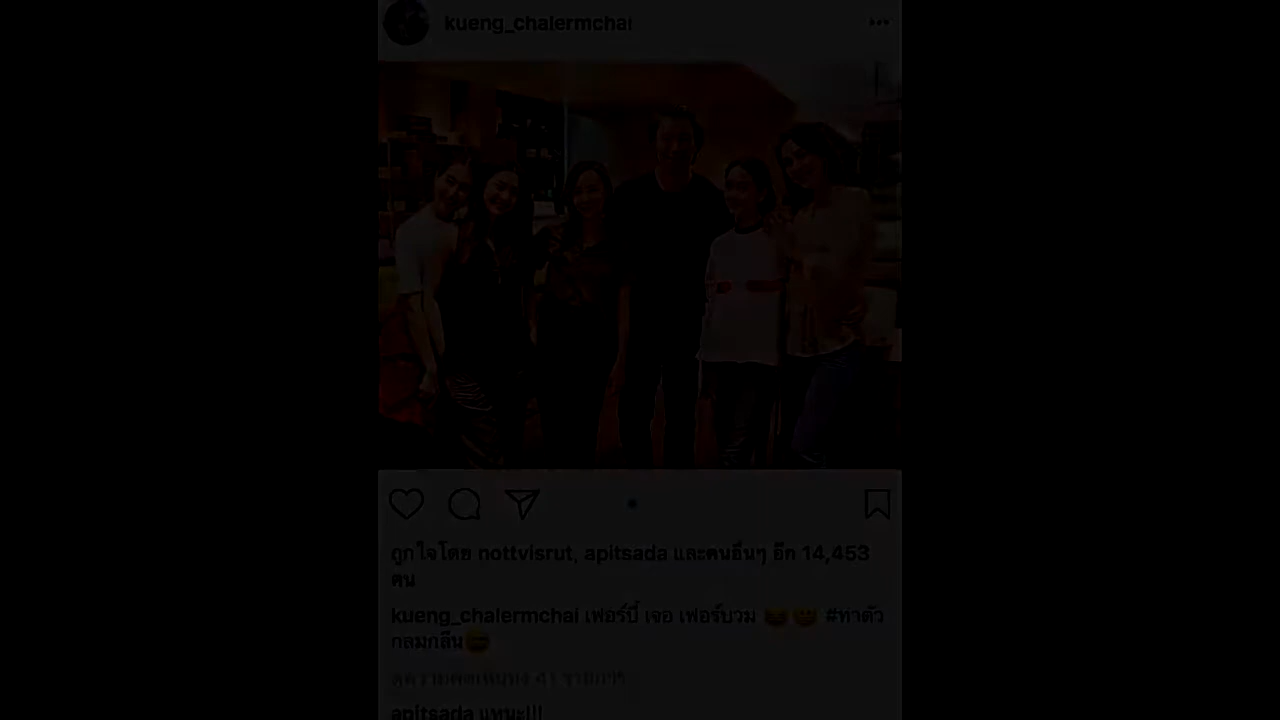 kueng_chalermchai
ถูกใจโดย nottvisrut, apitsada และคนอื่นๆ อีก 14,453
คน
kueng_chalermchai เฟอร์บี้ เจอ เฟอร์บวม 😂😂 #ทาตัว
กลมกลืน😂
apitsada แหนะ!!!